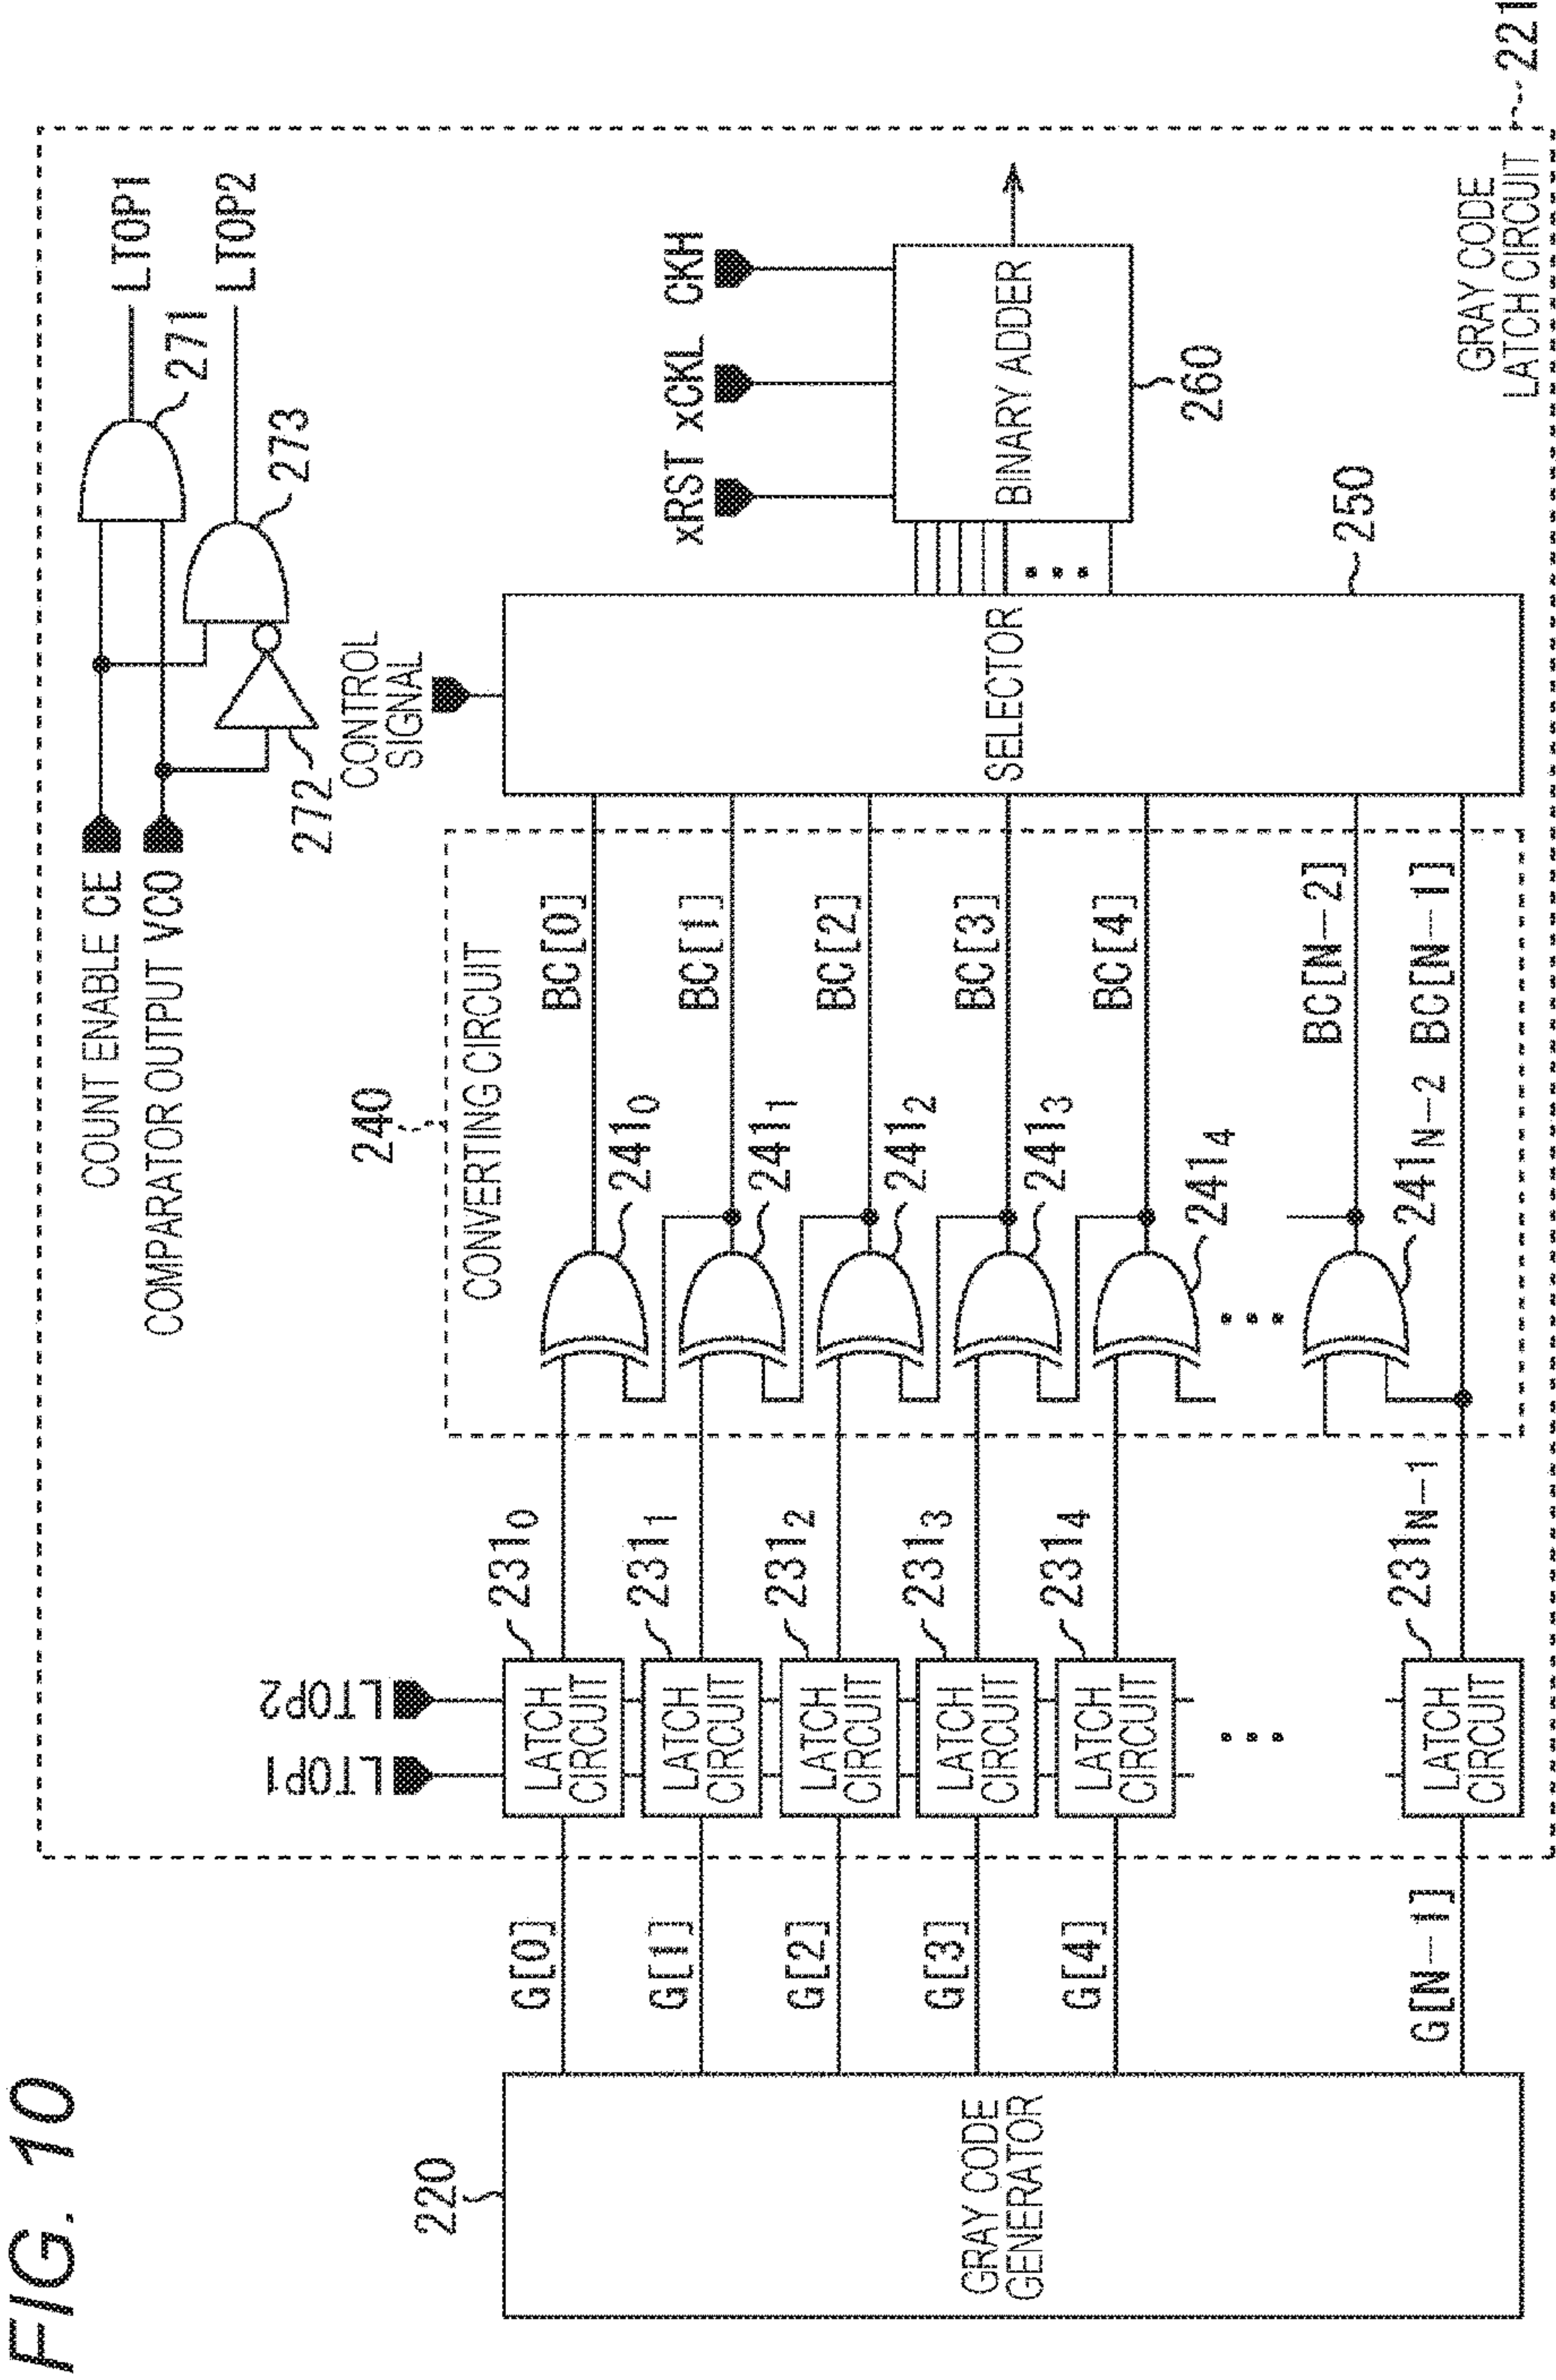 FIG. 10
COUNT ENABLE CE
COMPARATOR OUTPUT VCO
272
273
271
LTOP1
LTOP2
220
GRAY CODE
GENERATOR
G[0]
G[1]
G[2]
G[3]
G[4]
G[N-1]
LTOP1
LTOP2
LATCH
CIRCUIT
231₀
LATCH
CIRCUIT
231₁
LATCH
CIRCUIT
231₂
LATCH
CIRCUIT
231₃
LATCH
CIRCUIT
231₄
LATCH
CIRCUIT
231N-1
240
CONVERTING CIRCUIT
241₀
BC[0]
241₁
BC[1]
241₂
BC[2]
241₃
BC[3]
241₄
BC[4]
241N-2
BC[N-2]
BC[N-1]
CONTROL
SIGNAL
SELECTOR
250
xRST
xCKL
CKH
BINARY ADDER
260
GRAY CODE
LATCH CIRCUIT
221